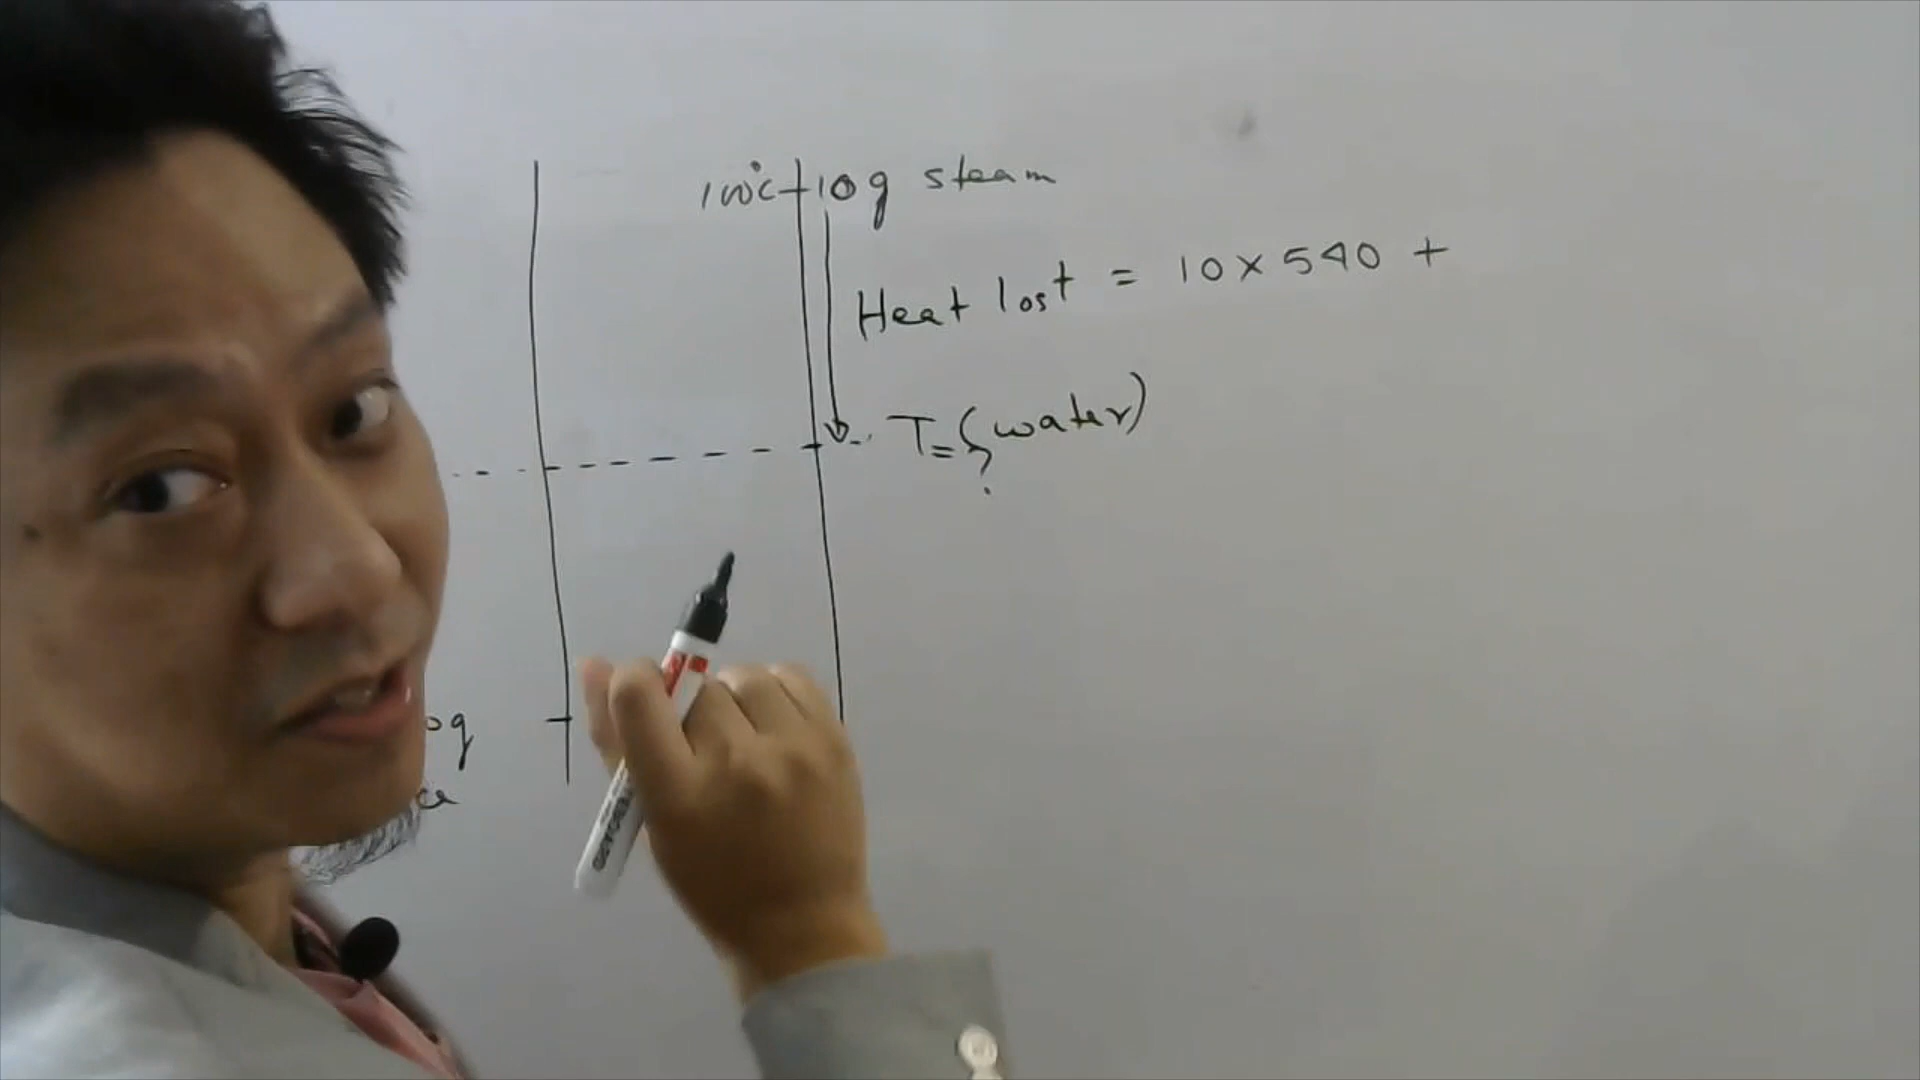 100°C 10g steam
Heat lost = 10 × 540 +
T = ? (water)